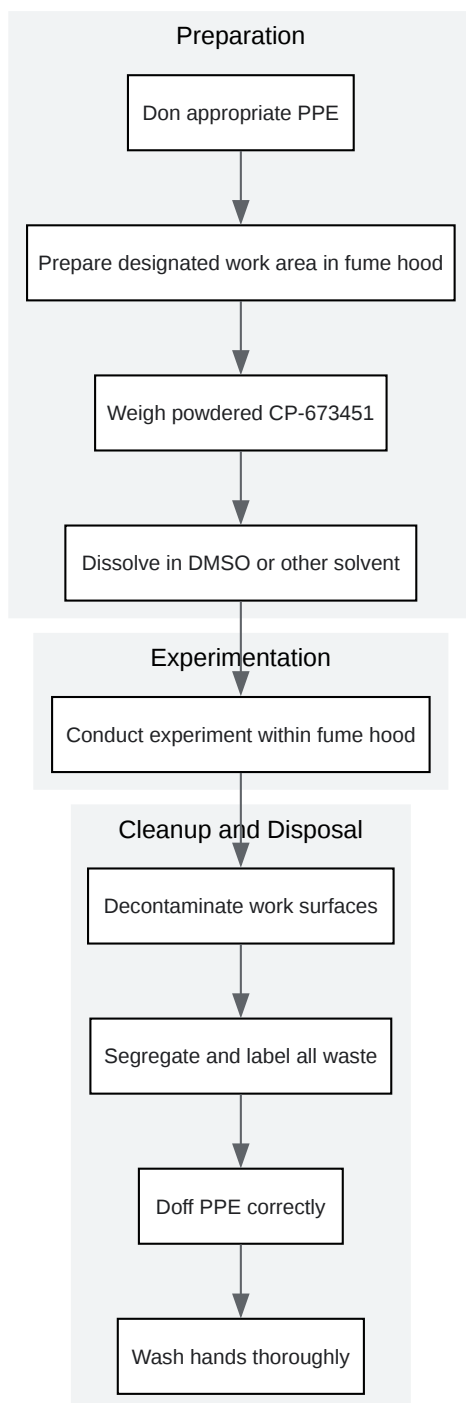 Preparation
Don appropriate PPE
Prepare designated work area in fume hood
Weigh powdered CP-673451
Dissolve in DMSO or other solvent
Experimentation
Conduct experiment within fume hood
Cleanup and Disposal
Decontaminate work surfaces
Segregate and label all waste
Doff PPE correctly
Wash hands thoroughly